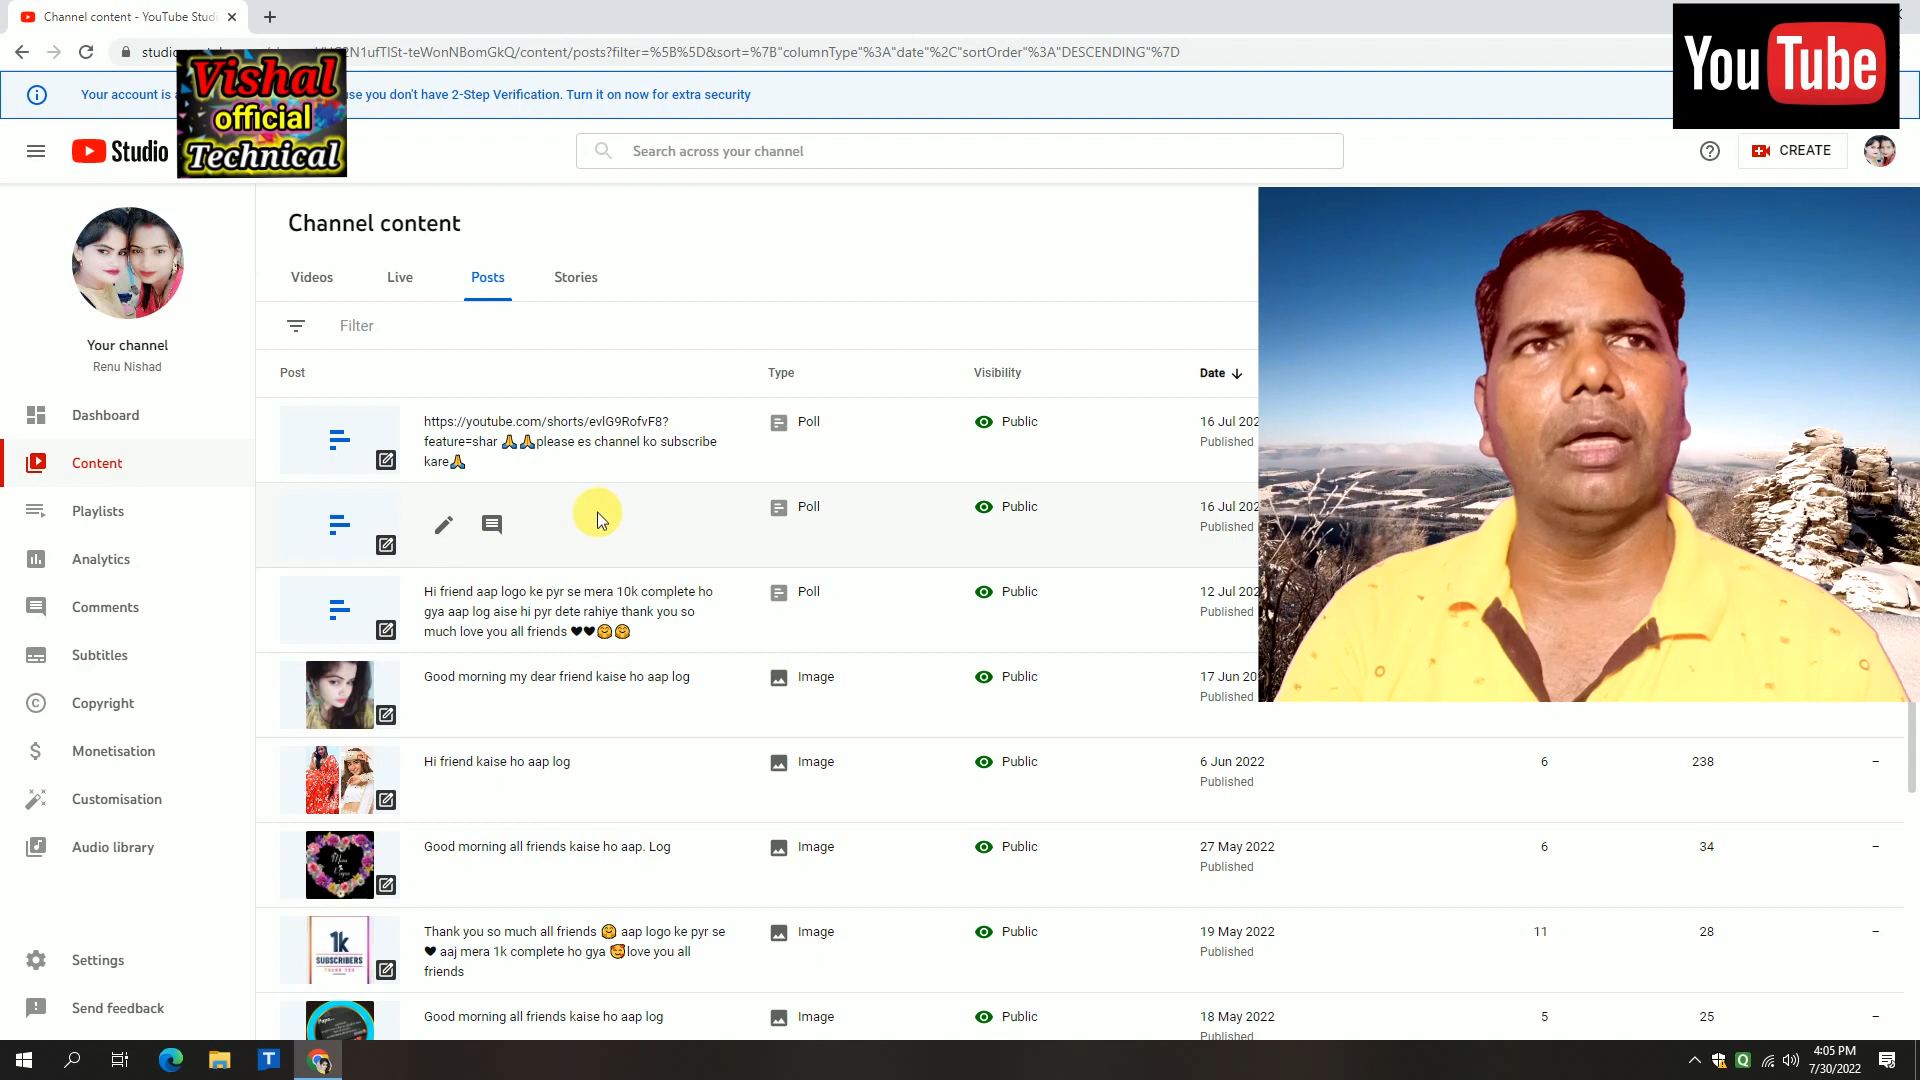 Channel content - YouTube Studi
studi
N1ufTISt-teWonNBomGkQ/content/posts?filter=%5B%5D&sort=%7B"columnType"%3A"date"%2C"sortOrder"%3A"DESCENDING"%7D
You Tube
Your account is
use you don't have 2-Step Verification. Turn it on now for extra security
Vishal
official
Technical
Studio
Search across your channel
CREATE
Channel content
Videos
Live
Posts
Stories
Filter
Your channel
Renu Nishad
Dashboard
Content
Playlists
Analytics
Comments
Subtitles
Copyright
Monetisation
Customisation
Audio library
Settings
Send feedback
Post
Type
Visibility
Date
https://youtube.com/shorts/evlG9RofvF8?
feature=shar 🙏🙏please es channel ko subscribe
kare🙏
Poll
Public
16 Jul 202
Published
Poll
Public
16 Jul 202
Published
Hi friend aap logo ke pyr se mera 10k complete ho
gya aap log aise hi pyr dete rahiye thank you so
much love you all friends ❤❤🤗🤗
Poll
Public
12 Jul 202
Published
Good morning my dear friend kaise ho aap log
Image
Public
17 Jun 20
Published
Hi friend kaise ho aap log
Image
Public
6 Jun 2022
Published
6
238
–
Good morning all friends kaise ho aap. Log
Image
Public
27 May 2022
Published
6
34
–
1k
SUBSCRIBERS
THANK YOU
Thank you so much all friends 🤗 aap logo ke pyr se
❤ aaj mera 1k complete ho gya 🥰love you all
friends
Image
Public
19 May 2022
Published
11
28
–
Good morning all friends kaise ho aap log
Image
Public
18 May 2022
Published
5
25
–
4:05 PM
7/30/2022